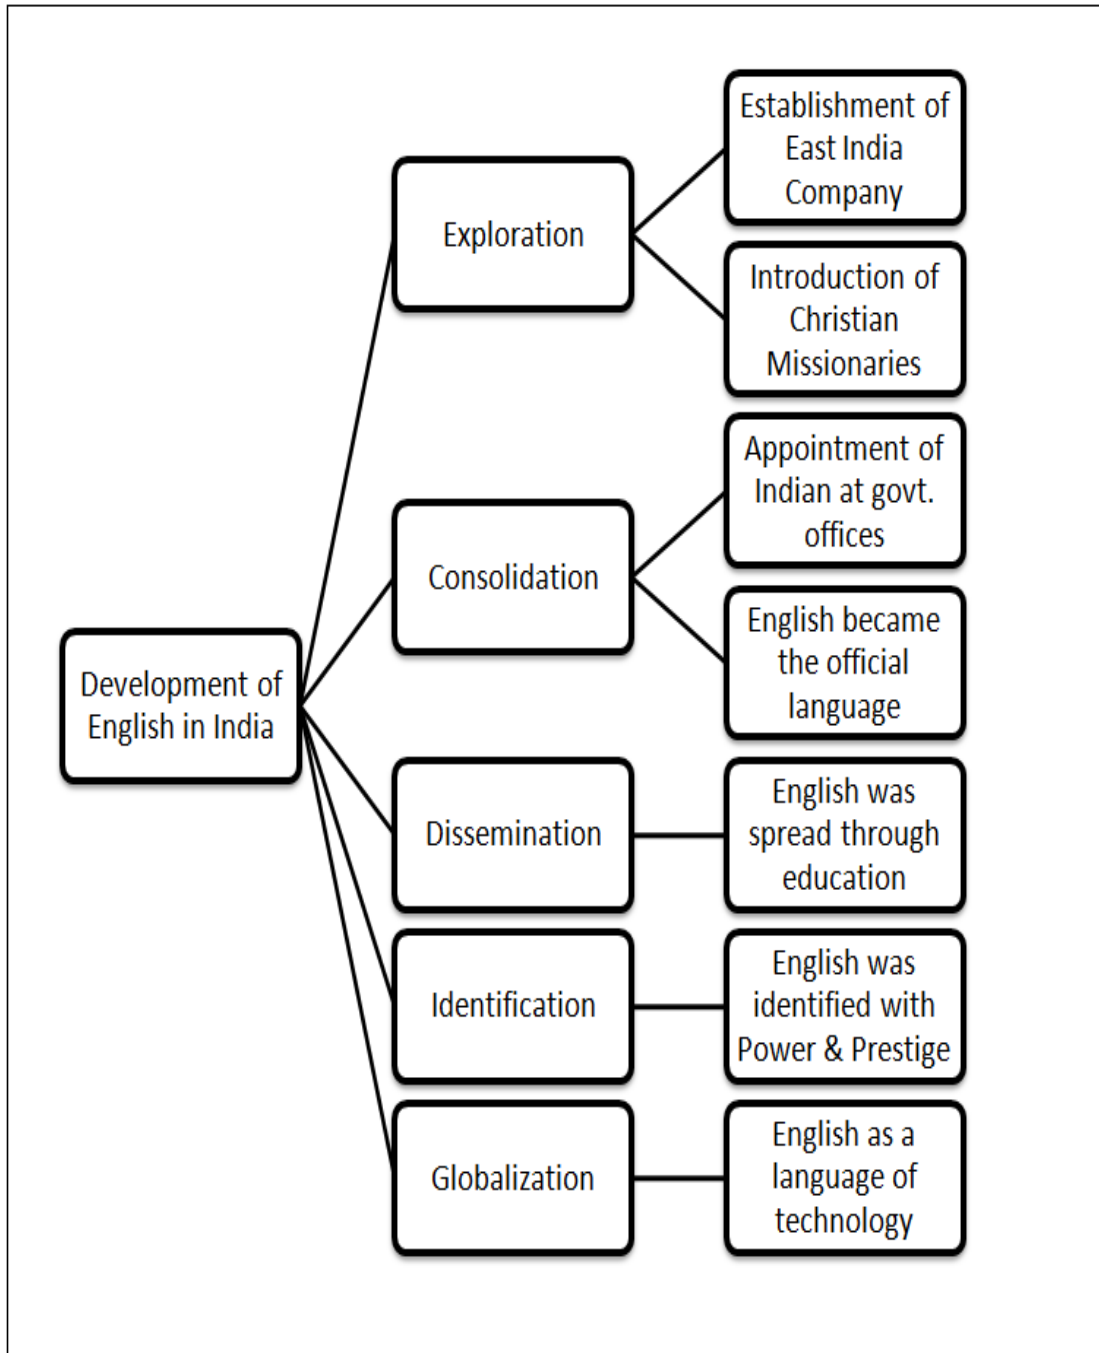 Development of
English in India
Exploration
Establishment of
East India
Company
Introduction of
Christian
Missionaries
Consolidation
Appointment of
Indian at govt.
offices
English became
the official
language
Dissemination
English was
spread through
education
Identification
English was
identified with
Power & Prestige
Globalization
English as a
language of
technology